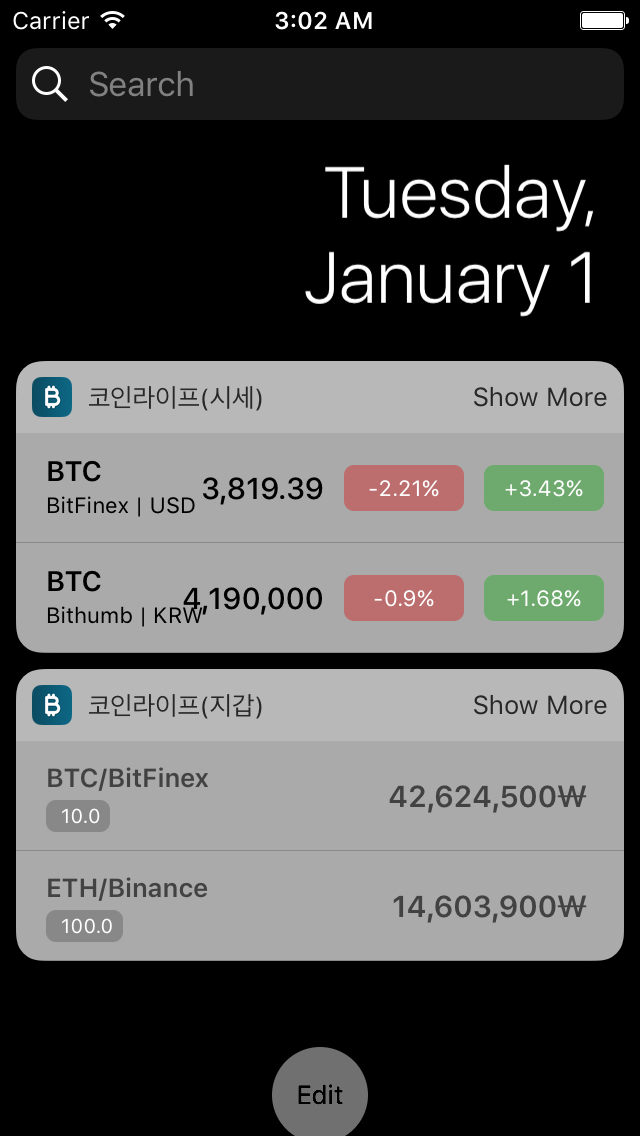 Carrier 3:02 AM
Search
Tuesday,
January 1
코인라이프(시세) Show More
BTC
BitFinex | USD 3,819.39 -2.21% +3.43%
BTC
Bithumb | KRW 4,190,000 -0.9% +1.68%
코인라이프(지갑) Show More
BTC/BitFinex 42,624,500₩
10.0
ETH/Binance 14,603,900₩
100.0
Edit